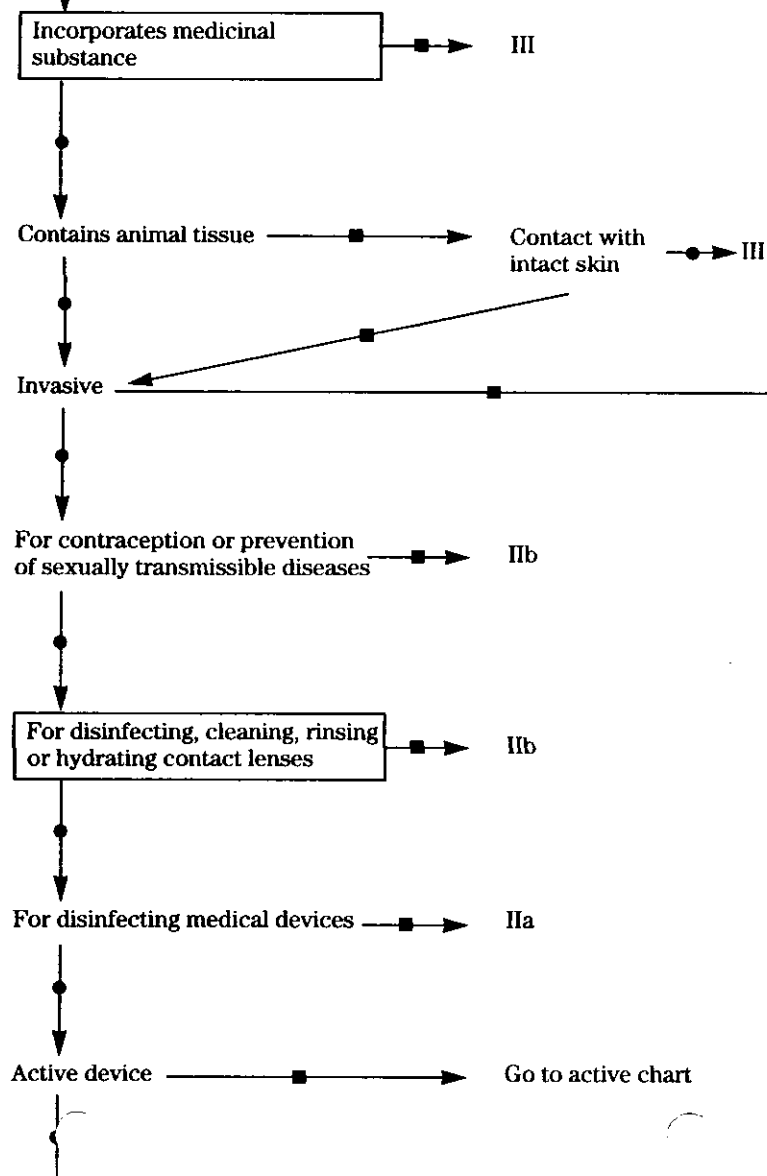 Incorporates medicinal
substance
III
Contains animal tissue
Contact with
intact skin
III
Invasive
For contraception or prevention
of sexually transmissible diseases
IIb
For disinfecting, cleaning, rinsing
or hydrating contact lenses
IIb
For disinfecting medical devices
IIa
Active device
Go to active chart